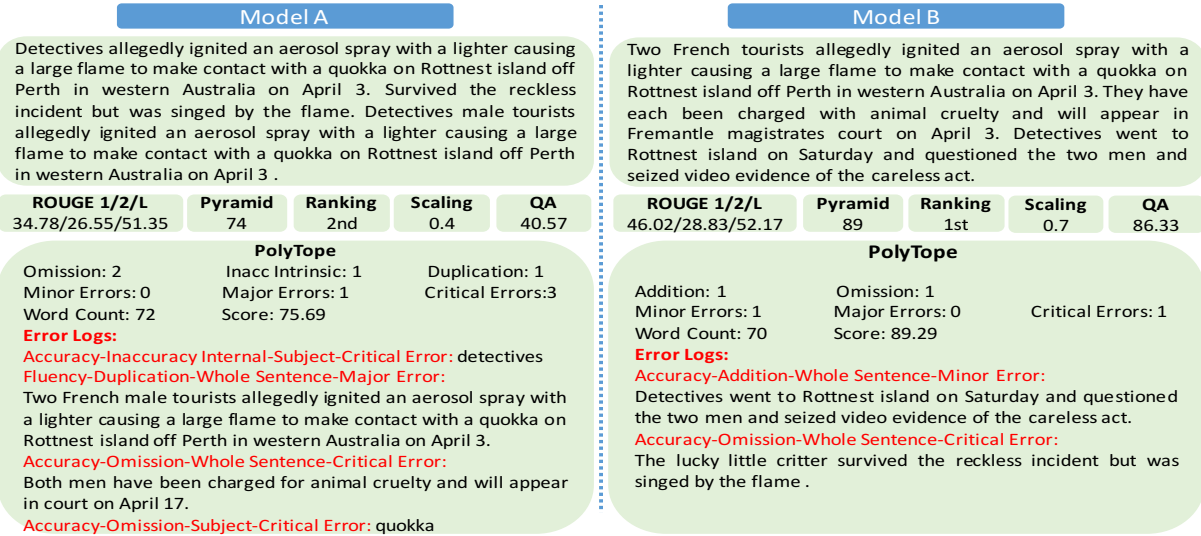 Model A
Detectives allegedly ignited an aerosol spray with a lighter causing
a large flame to make contact with a quokka on Rottnest island off
Perth in western Australia on April 3. Survived the reckless
incident but was singed by the flame. Detectives male tourists
allegedly ignited an aerosol spray with a lighter causing a large
flame to make contact with a quokka on Rottnest island off Perth
in western Australia on April 3 .
ROUGE 1/2/L Pyramid Ranking Scaling QA
34.78/26.55/51.35 74 2nd 0.4 40.57
PolyTope
Omission: 2 Inacc Intrinsic: 1 Duplication: 1
Minor Errors: 0 Major Errors: 1 Critical Errors:3
Word Count: 72 Score: 75.69
Error Logs:
Accuracy-Inaccuracy Internal-Subject-Critical Error: detectives
Fluency-Duplication-Whole Sentence-Major Error:
Two French male tourists allegedly ignited an aerosol spray with
a lighter causing a large flame to make contact with a quokka on
Rottnest island off Perth in western Australia on April 3.
Accuracy-Omission-Whole Sentence-Critical Error:
Both men have been charged for animal cruelty and will appear
in court on April 17.
Accuracy-Omission-Subject-Critical Error: quokka
Model B
Two French tourists allegedly ignited an aerosol spray with a
lighter causing a large flame to make contact with a quokka on
Rottnest island off Perth in western Australia on April 3. They have
each been charged with animal cruelty and will appear in
Fremantle magistrates court on April 3. Detectives went to
Rottnest island on Saturday and questioned the two men and
seized video evidence of the careless act.
ROUGE 1/2/L Pyramid Ranking Scaling QA
46.02/28.83/52.17 89 1st 0.7 86.33
PolyTope
Addition: 1 Omission: 1
Minor Errors: 1 Major Errors: 0 Critical Errors: 1
Word Count: 70 Score: 89.29
Error Logs:
Accuracy-Addition-Whole Sentence-Minor Error:
Detectives went to Rottnest island on Saturday and questioned
the two men and seized video evidence of the careless act.
Accuracy-Omission-Whole Sentence-Critical Error:
The lucky little critter survived the reckless incident but was
singed by the flame .